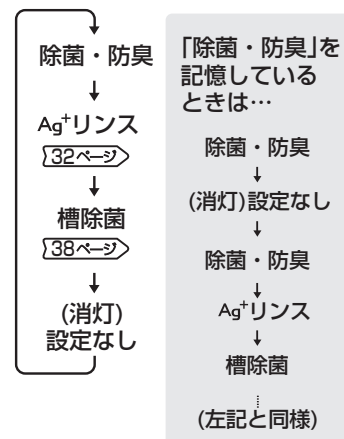 除菌・防臭
↓
Ag⁺リンス
32ページ
↓
槽除菌
38ページ
↓
(消灯)
設定なし
「除菌・防臭」を
記憶している
ときは…
除菌・防臭
↓
(消灯)設定なし
↓
除菌・防臭
↓
Ag⁺リンス
↓
槽除菌
(左記と同様)